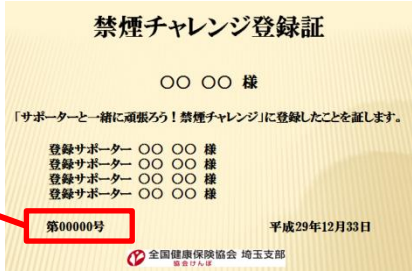 禁煙チャレンジ登録証
○○ ○○ 様
「サポーターと一緒に頑張ろう！禁煙チャレンジ」に登録したことを証します。
登録サポーター ○○ ○○ 様
登録サポーター ○○ ○○ 様
登録サポーター ○○ ○○ 様
登録サポーター ○○ ○○ 様
第00000号 平成29年12月33日
全国健康保険協会 埼玉支部
協会けんぽ